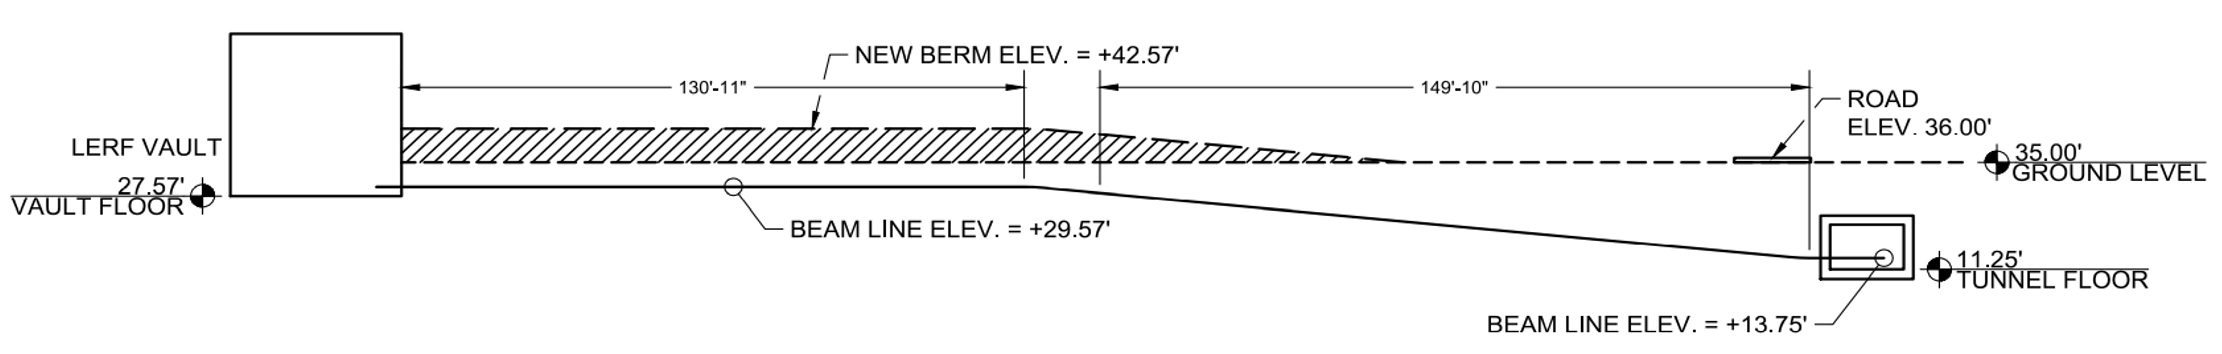 NEW BERM ELEV. = +42.57'
130'-11"
149'-10"
ROAD
ELEV. 36.00'
LERF VAULT
27.57'
VAULT FLOOR
35.00'
GROUND LEVEL
BEAM LINE ELEV. = +29.57'
11.25'
TUNNEL FLOOR
BEAM LINE ELEV. = +13.75'